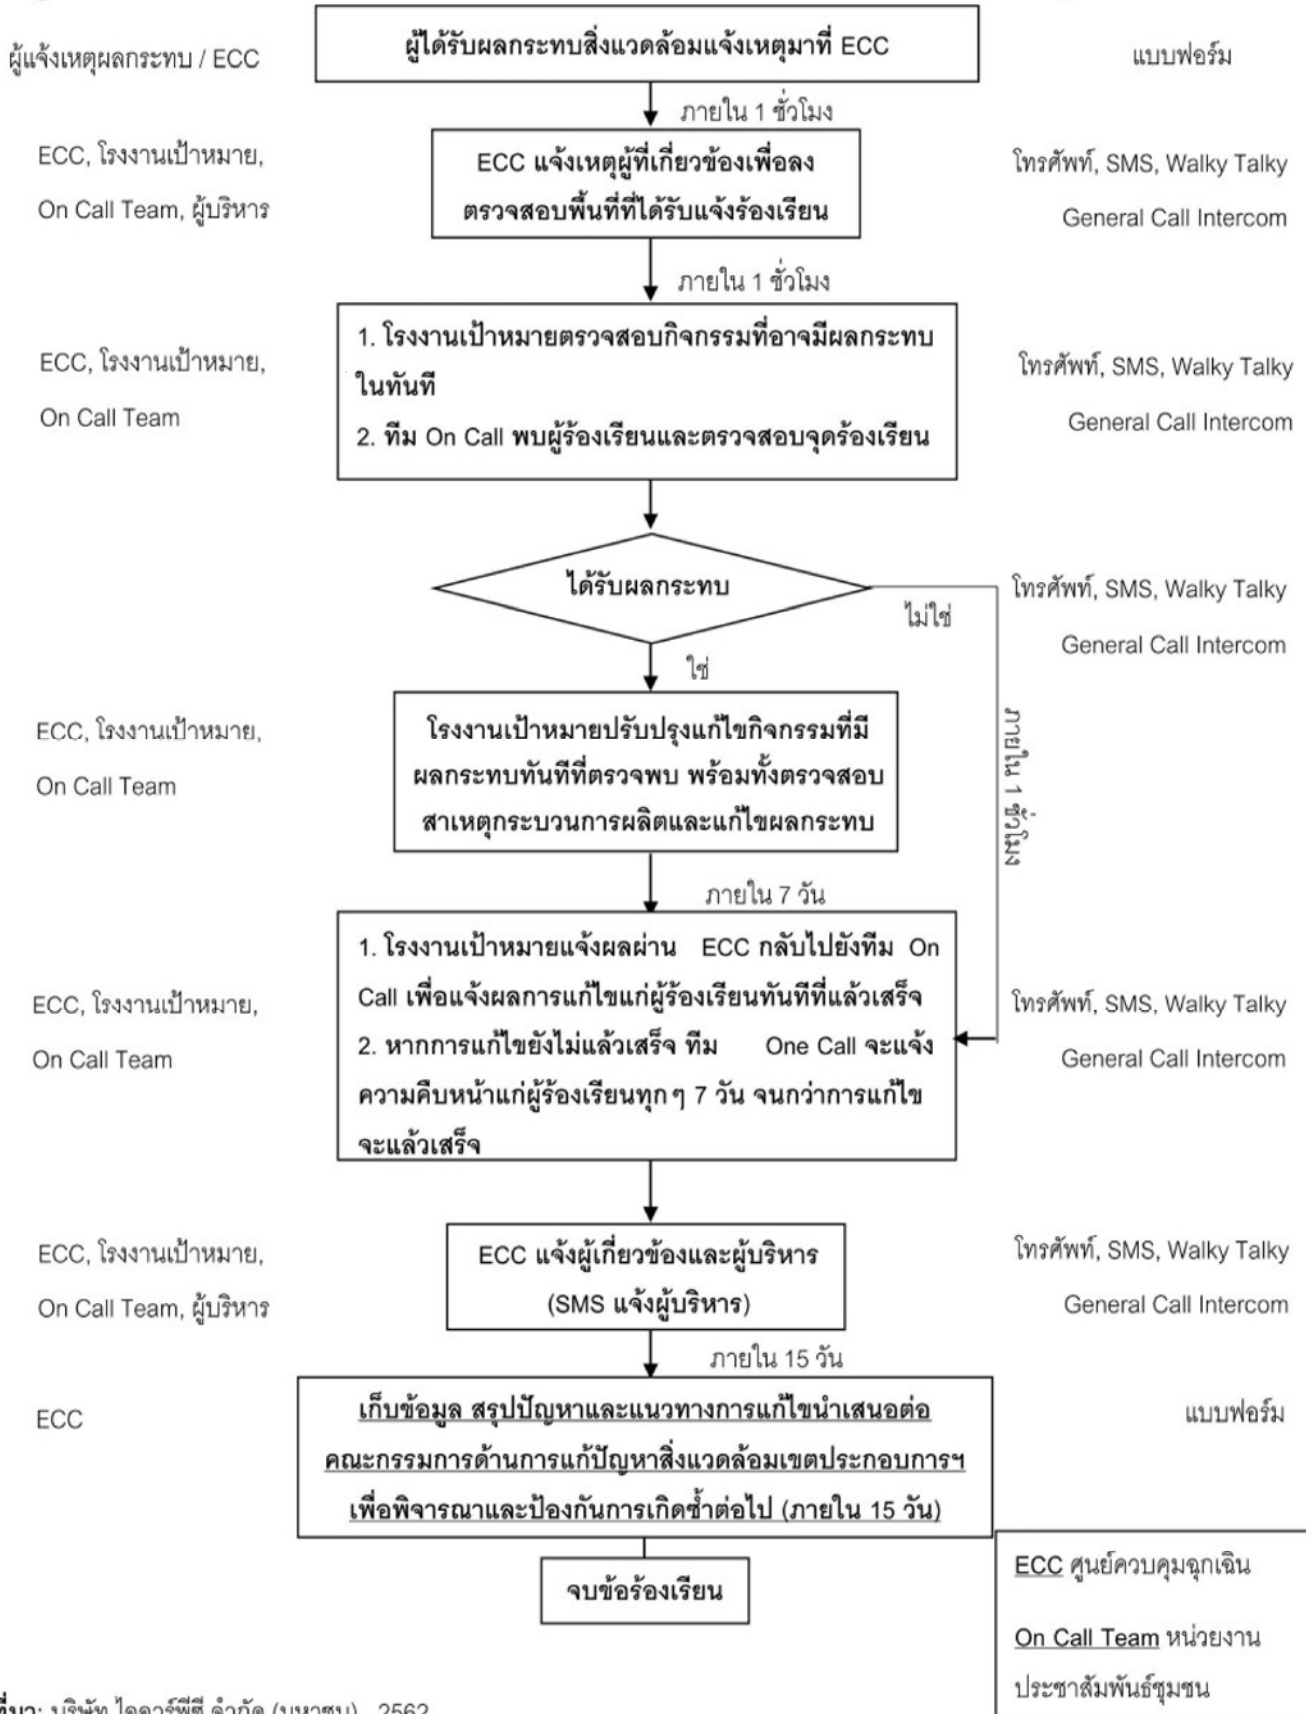 ผู้ได้รับผลกระทบสิ่งแวดล้อมแจ้งเหตุมาที่ ECC
ผู้แจ้งเหตุผลกระทบ / ECC
แบบฟอร์ม
ภายใน 1 ชั่วโมง
ECC, โรงงานเป้าหมาย,
On Call Team, ผู้บริหาร
ECC แจ้งเหตุผู้ที่เกี่ยวข้องเพื่อลง
ตรวจสอบพื้นที่ที่ได้รับแจ้งร้องเรียน
โทรศัพท์, SMS, Walky Talky
General Call Intercom
ภายใน 1 ชั่วโมง
ECC, โรงงานเป้าหมาย,
On Call Team
1. โรงงานเป้าหมายตรวจสอบกิจกรรมที่อาจมีผลกระทบ
ในทันที
2. ทีม On Call พบผู้ร้องเรียนและตรวจสอบจุดร้องเรียน
โทรศัพท์, SMS, Walky Talky
General Call Intercom
ได้รับผลกระทบ
ไม่ใช่
โทรศัพท์, SMS, Walky Talky
General Call Intercom
ใช่
ภายใน 1 ชั่วโมง
ECC, โรงงานเป้าหมาย,
On Call Team
โรงงานเป้าหมายปรับปรุงแก้ไขกิจกรรมที่มี
ผลกระทบทันทีที่ตรวจพบ พร้อมทั้งตรวจสอบ
สาเหตุกระบวนการผลิตและแก้ไขผลกระทบ
ภายใน 7 วัน
ECC, โรงงานเป้าหมาย,
On Call Team
1. โรงงานเป้าหมายแจ้งผลผ่าน ECC กลับไปยังทีม On
Call เพื่อแจ้งผลการแก้ไขแก่ผู้ร้องเรียนทันทีที่แล้วเสร็จ
2. หากการแก้ไขยังไม่แล้วเสร็จ ทีม One Call จะแจ้ง
ความคืบหน้าแก่ผู้ร้องเรียนทุกๆ 7 วัน จนกว่าการแก้ไข
จะแล้วเสร็จ
โทรศัพท์, SMS, Walky Talky
General Call Intercom
ECC, โรงงานเป้าหมาย,
On Call Team, ผู้บริหาร
ECC แจ้งผู้เกี่ยวข้องและผู้บริหาร
(SMS แจ้งผู้บริหาร)
โทรศัพท์, SMS, Walky Talky
General Call Intercom
ภายใน 15 วัน
ECC
เก็บข้อมูล สรุปปัญหาและแนวทางการแก้ไขนำเสนอต่อ
คณะกรรมการด้านการแก้ปัญหาสิ่งแวดล้อมเขตประกอบการฯ
เพื่อพิจารณาและป้องกันการเกิดซ้ำต่อไป (ภายใน 15 วัน)
แบบฟอร์ม
จบข้อร้องเรียน
ECC ศูนย์ควบคุมฉุกเฉิน
On Call Team หน่วยงาน
ประชาสัมพันธ์ชุมชน
ที่มา: บริษัท ไออาร์พีซี จำกัด (มหาชน), 2562